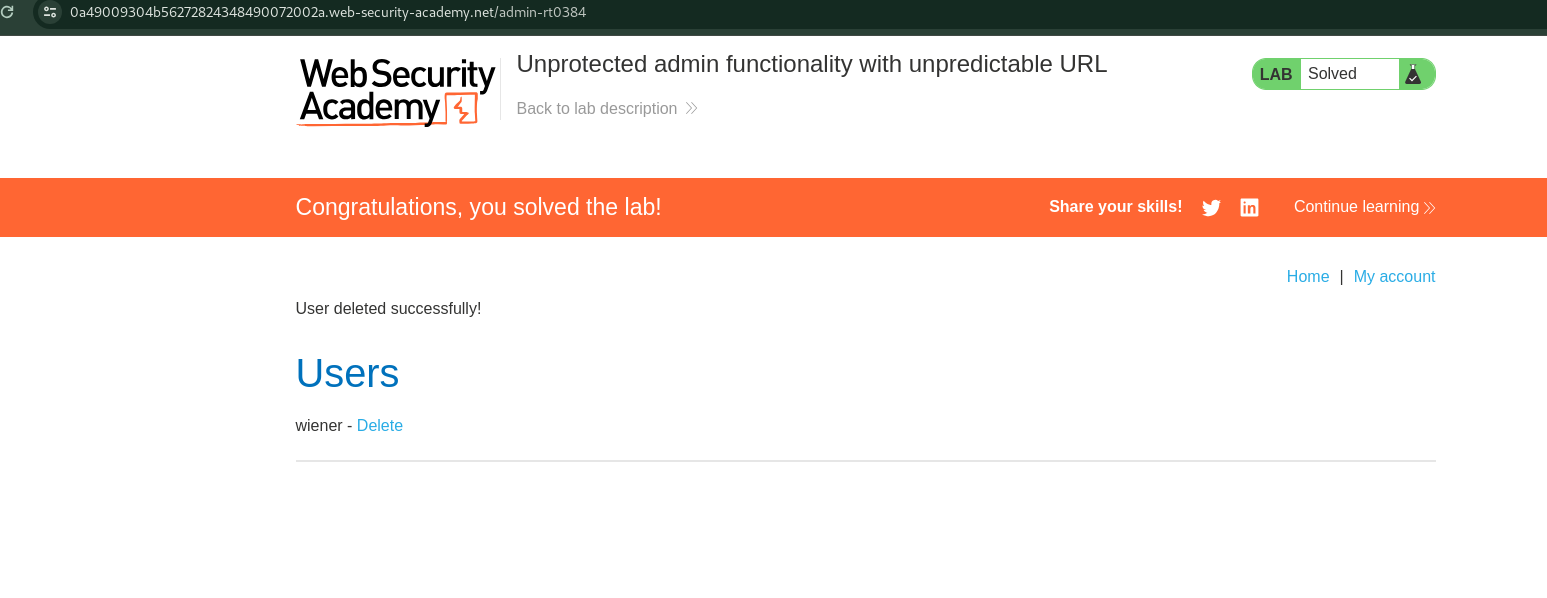 0a49009304b56272824348490072002a.web-security-academy.net/admin-rt0384
Web Security
Academy
Unprotected admin functionality with unpredictable URL
Back to lab description
LAB Solved
Congratulations, you solved the lab!
Share your skills!
Continue learning
Home | My account
User deleted successfully!
Users
wiener - Delete